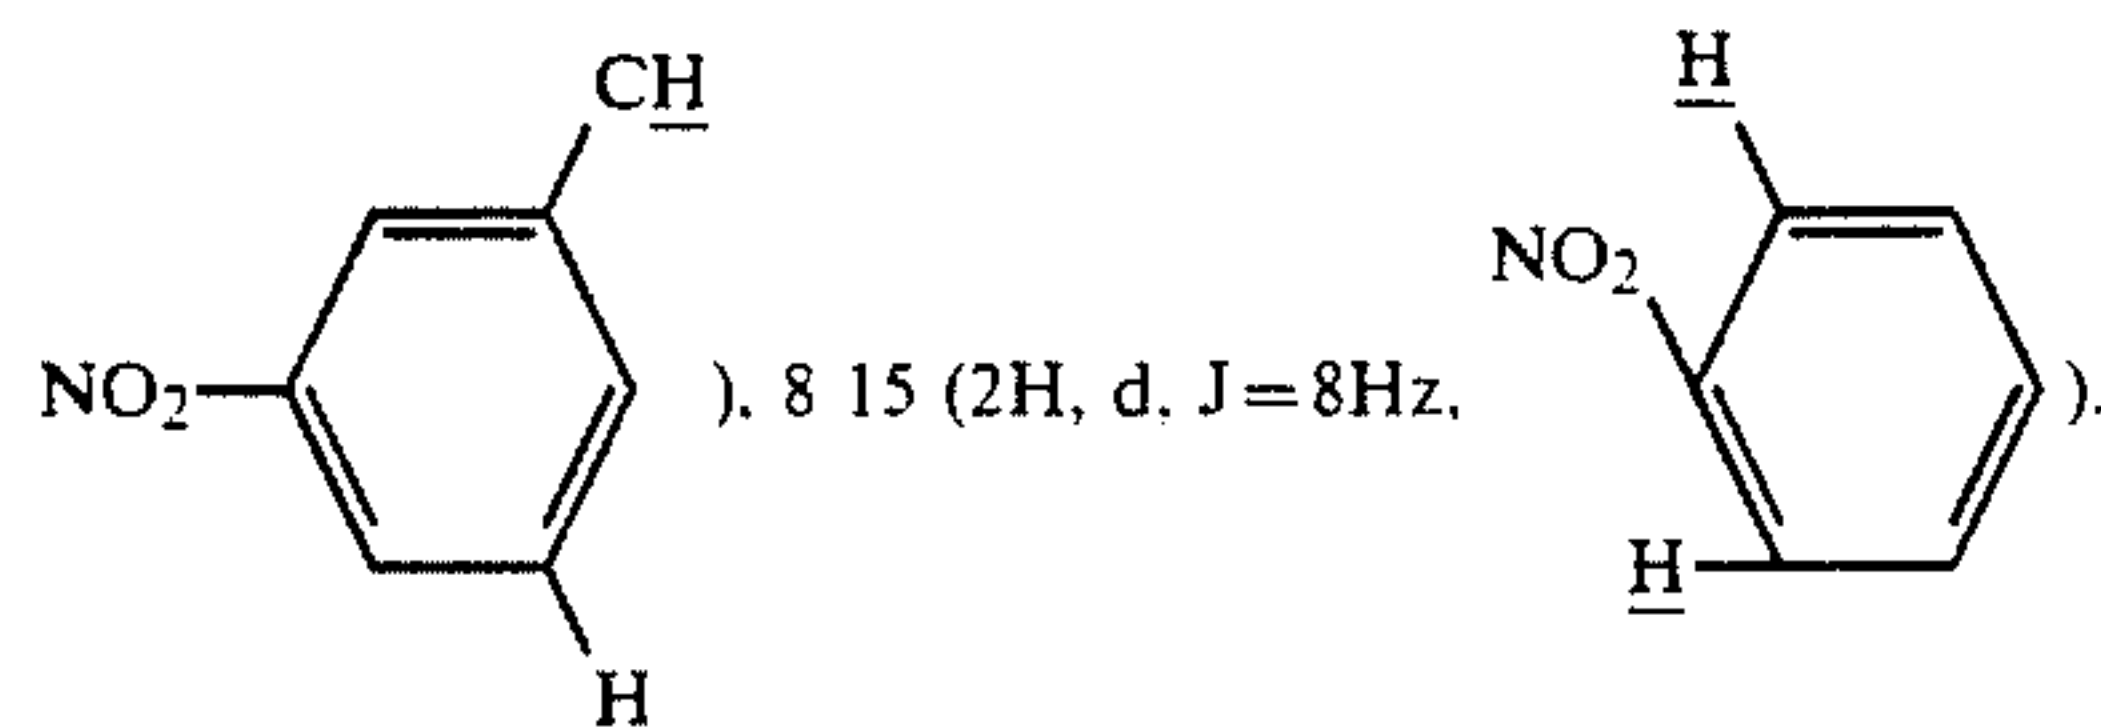 CH
H
NO2
NO2
). 8 15 (2H, d. J=8Hz,
).
H
H